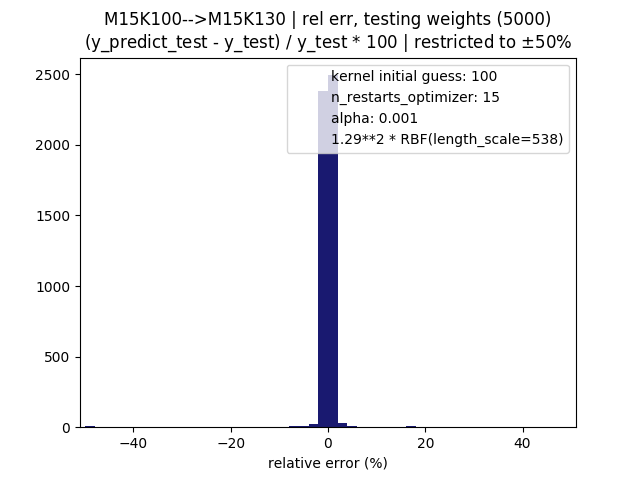 M15K100-->M15K130 | rel err, testing weights (5000)
(y_predict_test - y_test) / y_test * 100 | restricted to ±50%
2500
2000
1500
1000
500
0
kernel initial guess: 100
n_restarts_optimizer: 15
alpha: 0.001
1.29**2 * RBF(length_scale=538)
−40
−20
0
20
40
relative error (%)